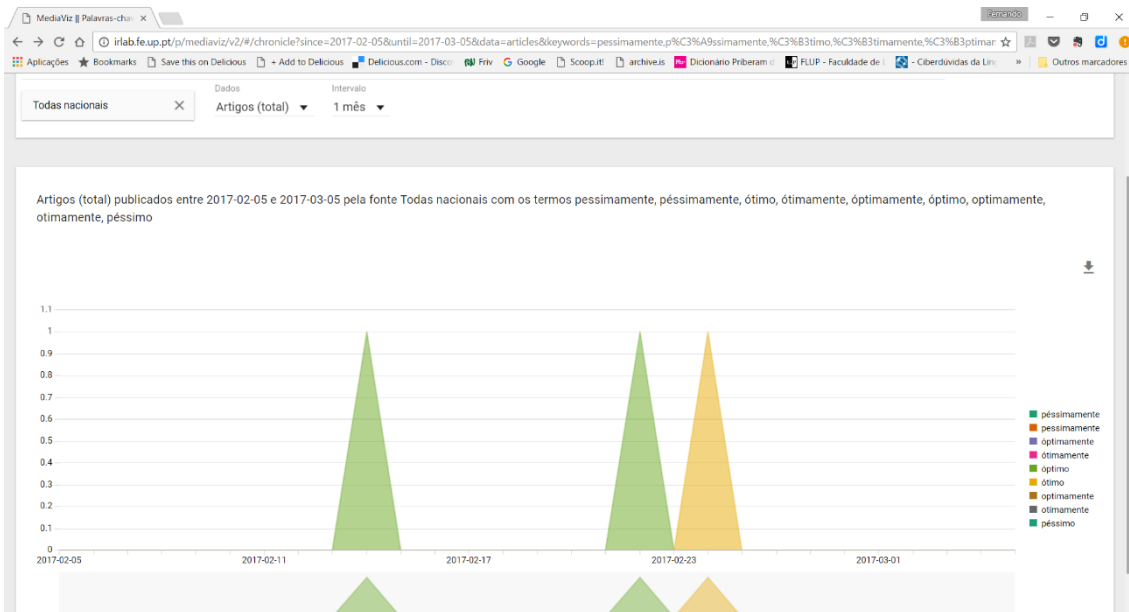 MediaViz || Palavras-chav
Fernando
irlab.fe.up.pt/p/mediaviz/v2/#/chronicle?since=2017-02-05&until=2017-03-05&data=articles&keywords=pessimamente,p%C3%A9ssimamente,%C3%B3timo,%C3%B3timamente,%C3%B3ptimar
Aplicações Bookmarks Save this on Delicious + Add to Delicious Delicious.com - Disco Friv Google Scoop.it! archive.is Dicionário Priberam d FLUP - Faculdade de L - Ciberdúvidas da Líng » Outros marcadores
Dados Intervalo
Todas nacionais Artigos (total) 1 mês
Artigos (total) publicados entre 2017-02-05 e 2017-03-05 pela fonte Todas nacionais com os termos pessimamente, péssimamente, ótimo, ótimamente, óptimamente, óptimo, optimamente,
otimamente, péssimo
1.1
1
0.9
0.8
0.7
0.6
0.5
0.4
0.3
0.2
0.1
0
2017-02-05 2017-02-11 2017-02-17 2017-02-23 2017-03-01
péssimamente
pessimamente
óptimamente
ótimamente
óptimo
ótimo
optimamente
otimamente
péssimo